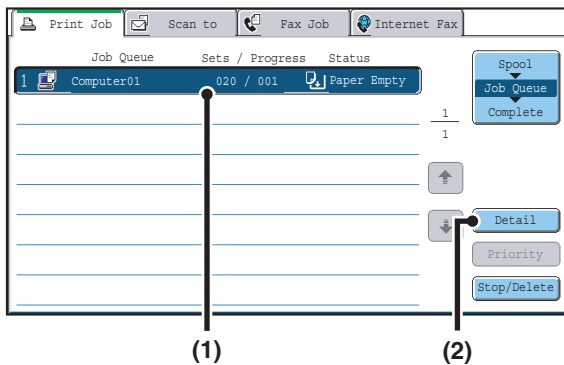 Print Job Scan to Fax Job Internet Fax
Job Queue Sets / Progress Status
1 Computer01 020 / 001 Paper Empty
Spool
Job Queue
Complete
1
1
Detail
Priority
Stop/Delete
(1) (2)